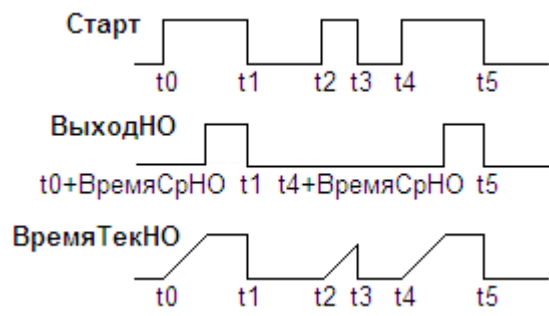 Старт
t0 t1 t2 t3 t4 t5
ВыходНО
t0+ВремяСрНО t1 t4+ВремяСрНО t5
ВремяТекНО
t0 t1 t2 t3 t4 t5